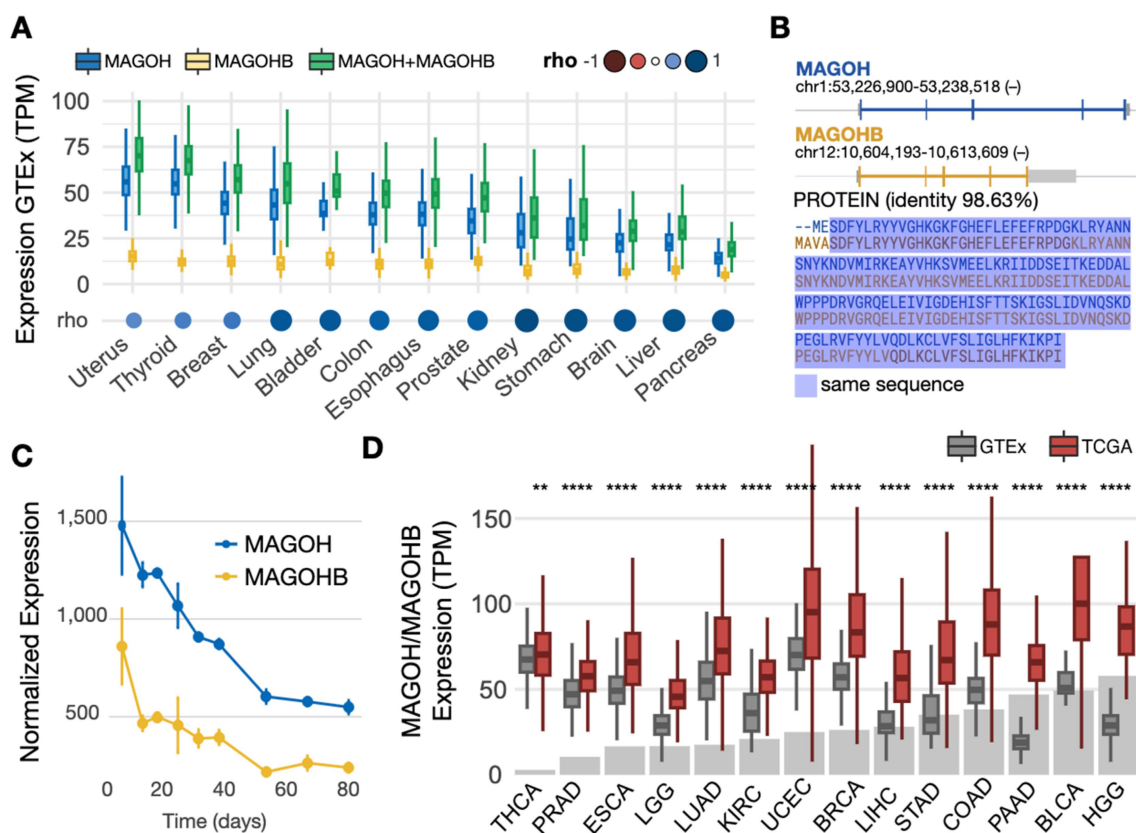 A
MAGOH MAGOHB MAGOH+MAGOHB
rho -1 1
Expression GTEx (TPM)
100
75
50
25
0
rho
Uterus
Thyroid
Breast
Lung
Bladder
Colon
Esophagus
Prostate
Kidney
Stomach
Brain
Liver
Pancreas
B
MAGOH
chr1:53,226,900-53,238,518 (–)
MAGOHB
chr12:10,604,193-10,613,609 (–)
PROTEIN (identity 98.63%)
--MESDFYLRYYVGHKGKFGHEFLEFEFRPDGKLRYANN
MAVASDFYLRYYVGHKGKFGHEFLEFEFRPDGKLRYANN
SNYKNDVMIRKEAYVHKSVMEELKRIIDDSEITKEDDAL
SNYKNDVMIRKEAYVHKSVMEELKRIIDDSEITKEDDAL
WPPPDRVGRQELEIVIGDEHISFTTSKIGSLIDVNQSKD
WPPPDRVGRQELEIVIGDEHISFTTSKIGSLIDVNQSKD
PEGLRVFYYLVQDLKCLVFSLIGLHFKIKPI
PEGLRVFYYLVQDLKCLVFSLIGLHFKIKPI
same sequence
C
Normalized Expression
1,500
1,000
500
MAGOH
MAGOHB
0 20 40 60 80
Time (days)
D
GTEx TCGA
MAGOH/MAGOHB
Expression (TPM)
** **** **** **** **** **** **** **** **** **** **** **** **** ****
150
100
50
0
THCA
PRAD
ESCA
LGG
LUAD
KIRC
UCEC
BRCA
LIHC
STAD
COAD
PAAD
BLCA
HGG